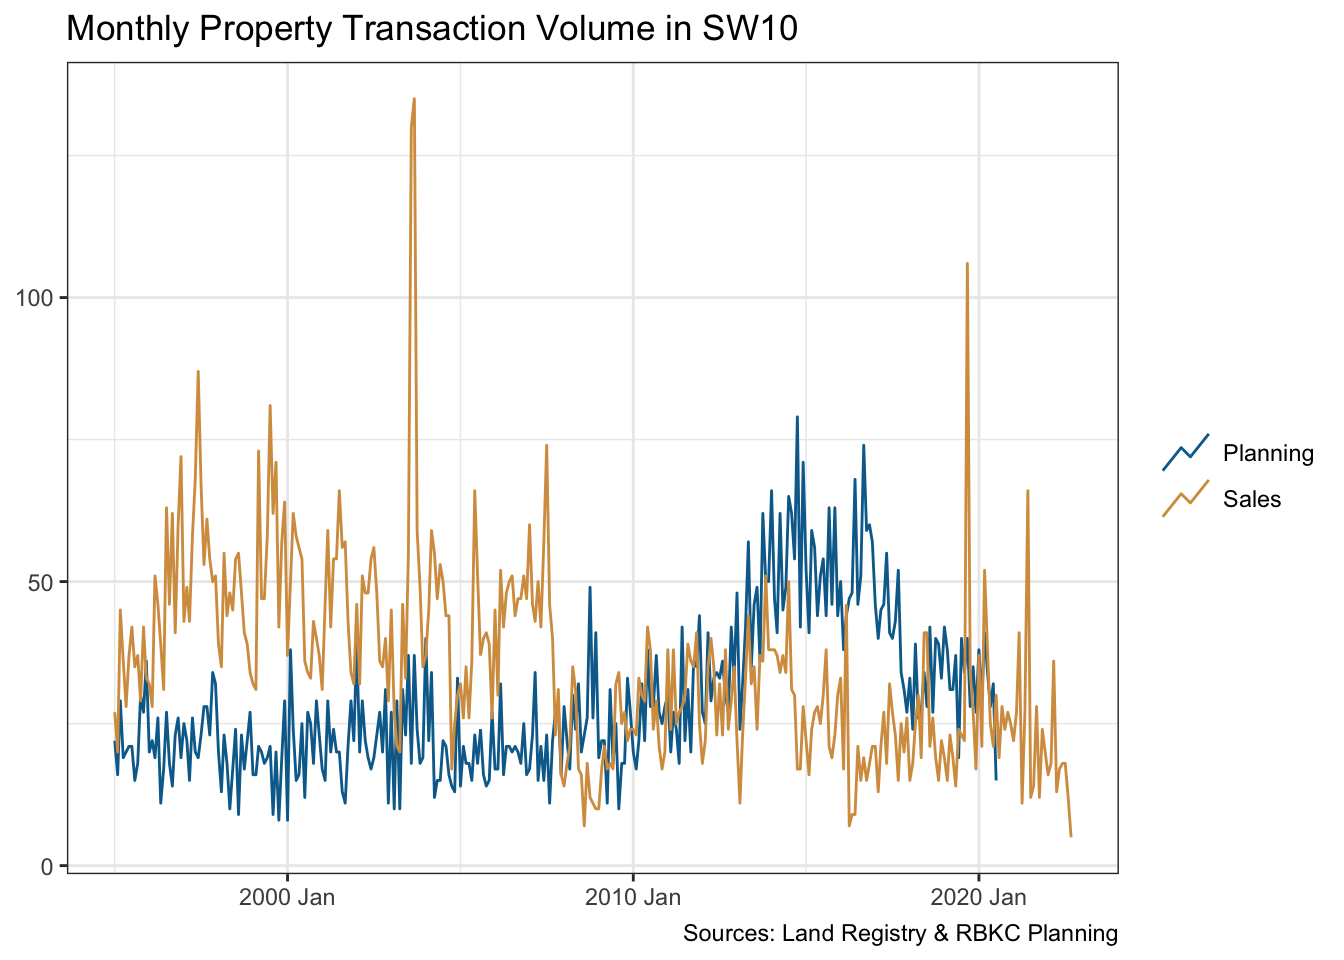 Monthly Property Transaction Volume in SW10
100
50
0
2000 Jan
2010 Jan
2020 Jan
Planning
Sales
Sources: Land Registry & RBKC Planning